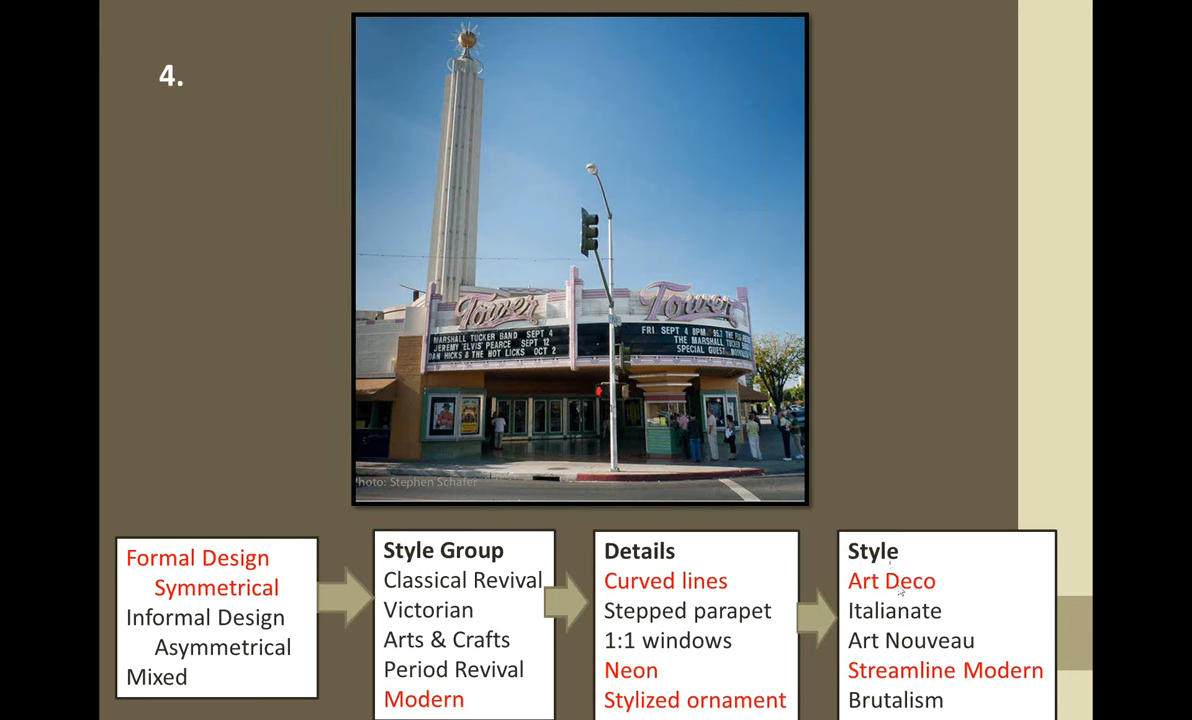 4.
Tower
Tower
MARSHALL TUCKER BAND SEPT 4
JEREMY 'ELVIS' PEARCE SEPT 12
DAN HICKS & THE HOT LICKS OCT 2
FRI SEPT 4 8PM 95.7 THE
THE MARSHALL TUCKER
SPECIAL GUEST
Photo: Stephen Schafer
Formal Design
Symmetrical
Informal Design
Asymmetrical
Mixed
Style Group
Classical Revival
Victorian
Arts & Crafts
Period Revival
Modern
Details
Curved lines
Stepped parapet
1:1 windows
Neon
Stylized ornament
Style
Art Deco
Italianate
Art Nouveau
Streamline Modern
Brutalism